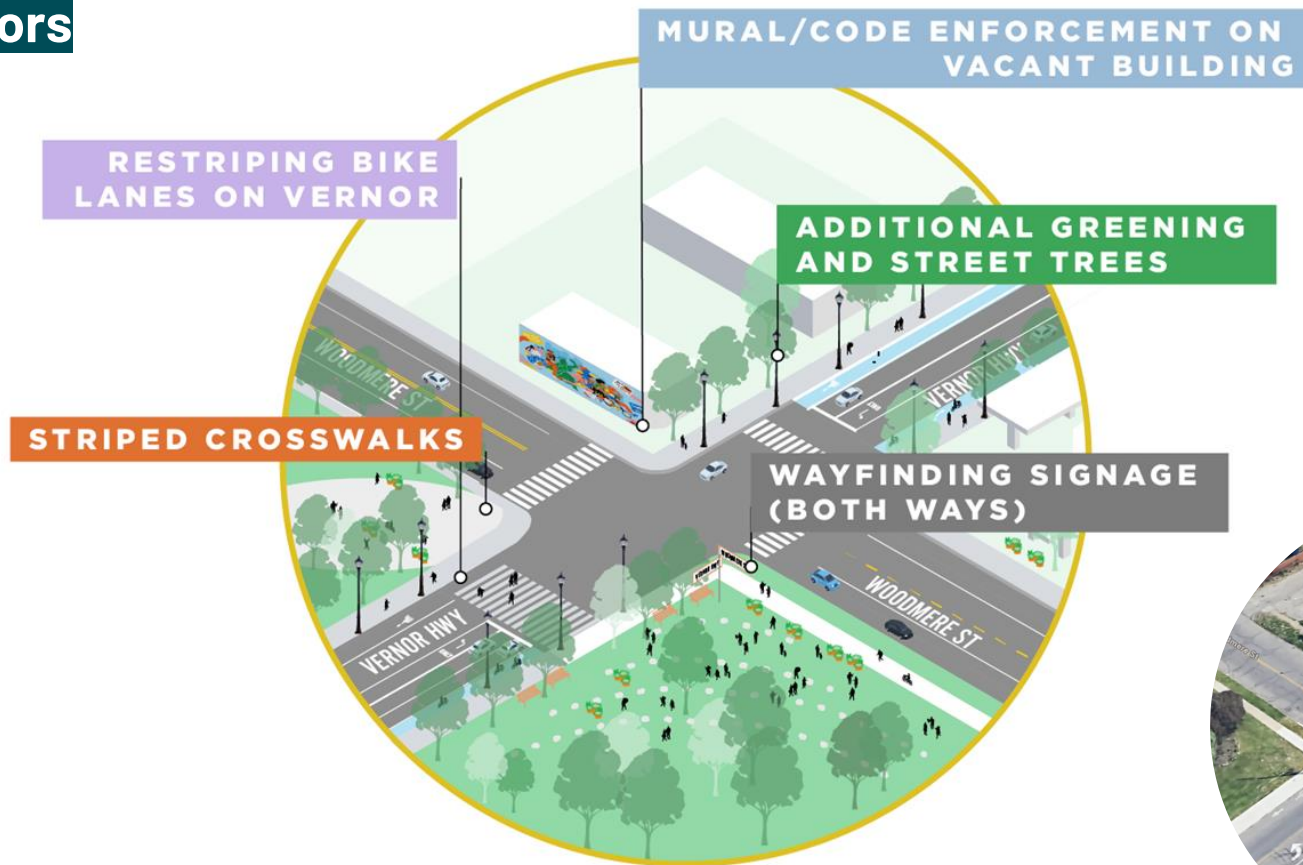 ors
MURAL/CODE ENFORCEMENT ON
VACANT BUILDING
RESTRIPING BIKE
LANES ON VERNOR
ADDITIONAL GREENING
AND STREET TREES
WOODMERE ST
VERNOR HWY
STRIPED CROSSWALKS
WAYFINDING SIGNAGE
(BOTH WAYS)
WOODMERE ST
VERNOR HWY